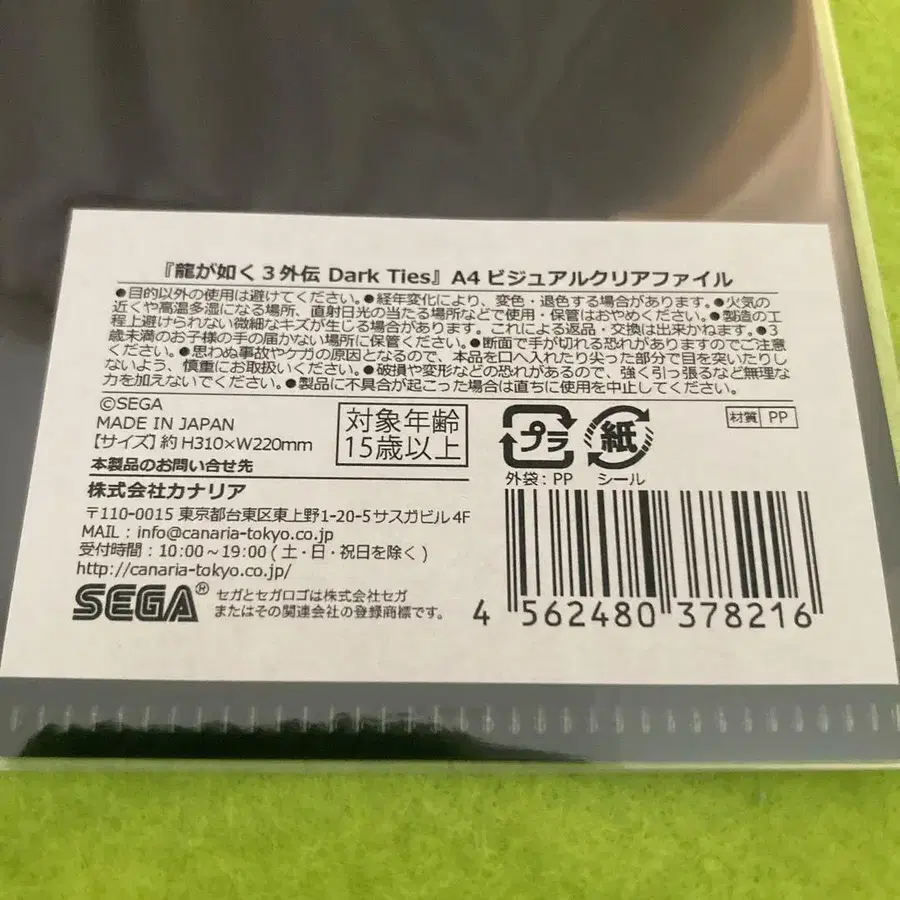 『龍が如く３外伝 Dark Ties』A4 ビジュアルクリアファイル
●目的以外の使用は避けてください。●経年変化により、変色・退色する場合があります。●火気の
近くや高温多湿になる場所、直射日光の当たる場所などで使用・保管はおやめください。●製造の工
程上避けられない微細なキズが生じる場合があります。これによる返品・交換は出来かねます。●３
歳未満のお子様の手の届かない場所に保管ください。●断面で手が切れる恐れがありますのでご注意
ください。●思わぬ事故やケガの原因となるので、本品を口へ入れたり尖った部分で目を突いたりし
ないよう、慎重にお取扱いください。●破損や変形などの恐れがあるので、強く引っ張るなど無理な
力を加えないでください。●製品に不具合が起こった場合は直ちに使用を中止してください。
©SEGA
MADE IN JAPAN
【サイズ】約 H310×W220mm
対象年齢
15歳以上
プラ
紙
外袋：PP
シール
材質 PP
本製品のお問い合せ先
株式会社カナリア
〒110-0015 東京都台東区東上野1-20-5サスガビル4F
MAIL：info@canaria-tokyo.co.jp
受付時間：10:00～19:00 (土・日・祝日を除く)
http://canaria-tokyo.co.jp/
SEGA®
セガとセガロゴは株式会社セガ
またはその関連会社の登録商標です。
4 562480 378216